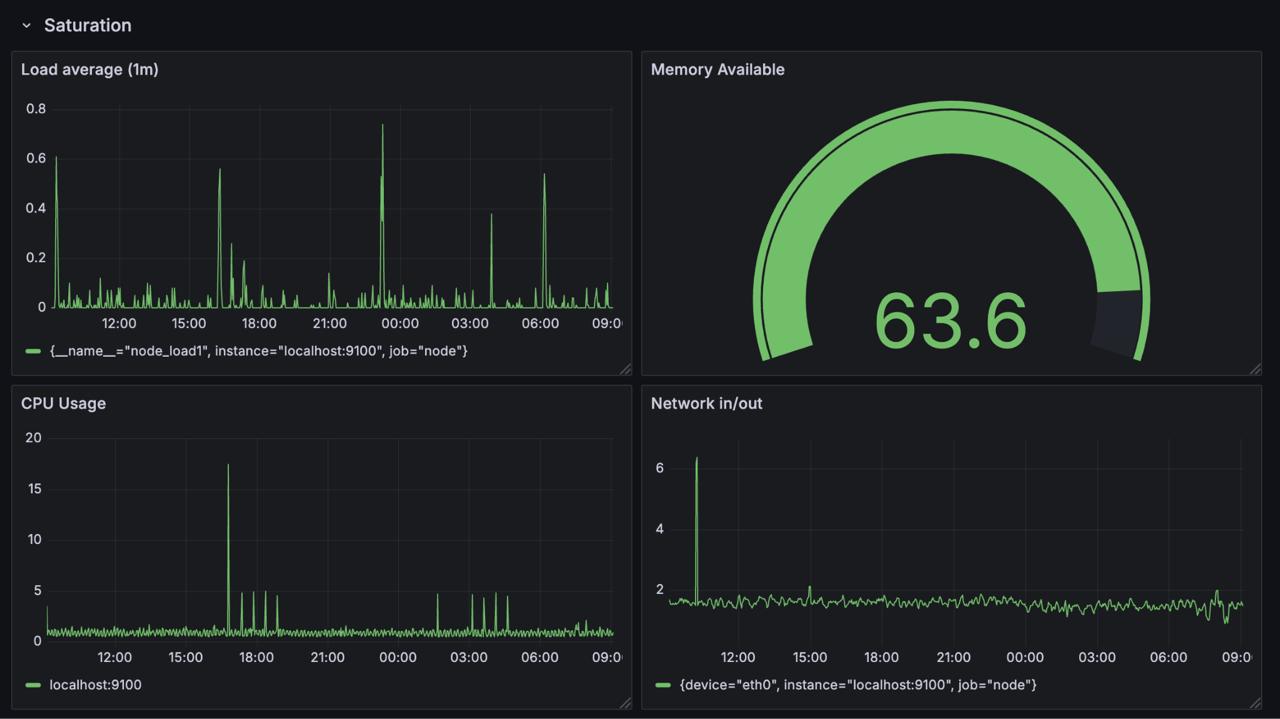 Saturation
Load average (1m)
0.8
0.6
0.4
0.2
0
12:00 15:00 18:00 21:00 00:00 03:00 06:00 09:0
{__name__="node_load1", instance="localhost:9100", job="node"}
Memory Available
63.6
CPU Usage
20
15
10
5
0
12:00 15:00 18:00 21:00 00:00 03:00 06:00 09:0
localhost:9100
Network in/out
6
4
2
12:00 15:00 18:00 21:00 00:00 03:00 06:00 09:0
{device="eth0", instance="localhost:9100", job="node"}